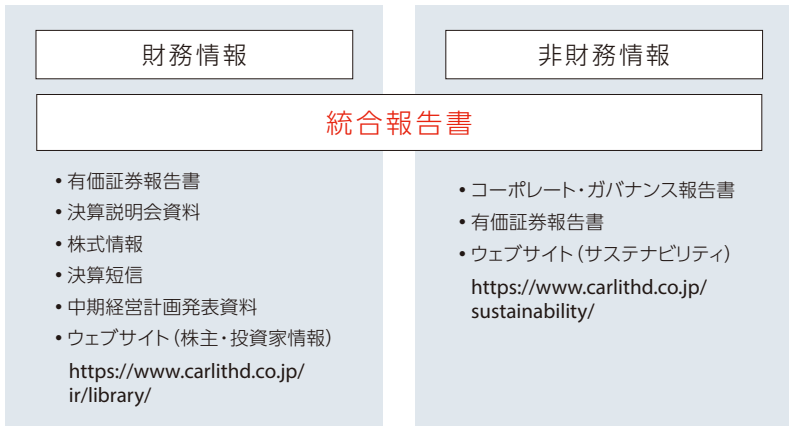 財務情報
非財務情報
統合報告書
• 有価証券報告書
• 決算説明会資料
• 株式情報
• 決算短信
• 中期経営計画発表資料
• ウェブサイト（株主・投資家情報）
https://www.carlithd.co.jp/
ir/library/
• コーポレート・ガバナンス報告書
• 有価証券報告書
• ウェブサイト（サステナビリティ）
https://www.carlithd.co.jp/
sustainability/